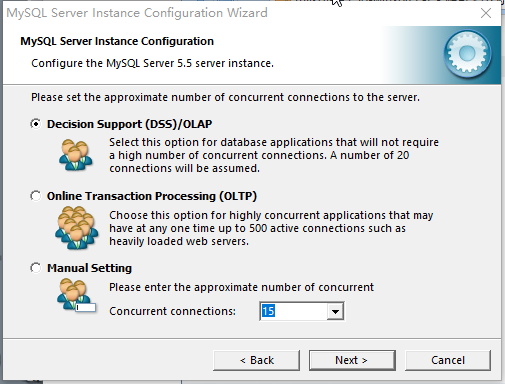 MySQL Server Instance Configuration Wizard
MySQL Server Instance Configuration
Configure the MySQL Server 5.5 server instance.
Please set the approximate number of concurrent connections to the server.
Decision Support (DSS)/OLAP
Select this option for database applications that will not require
a high number of concurrent connections. A number of 20
connections will be assumed.
Online Transaction Processing (OLTP)
Choose this option for highly concurrent applications that may
have at any one time up to 500 active connections such as
heavily loaded web servers.
Manual Setting
Please enter the approximate number of concurrent
Concurrent connections: 15
< Back Next > Cancel